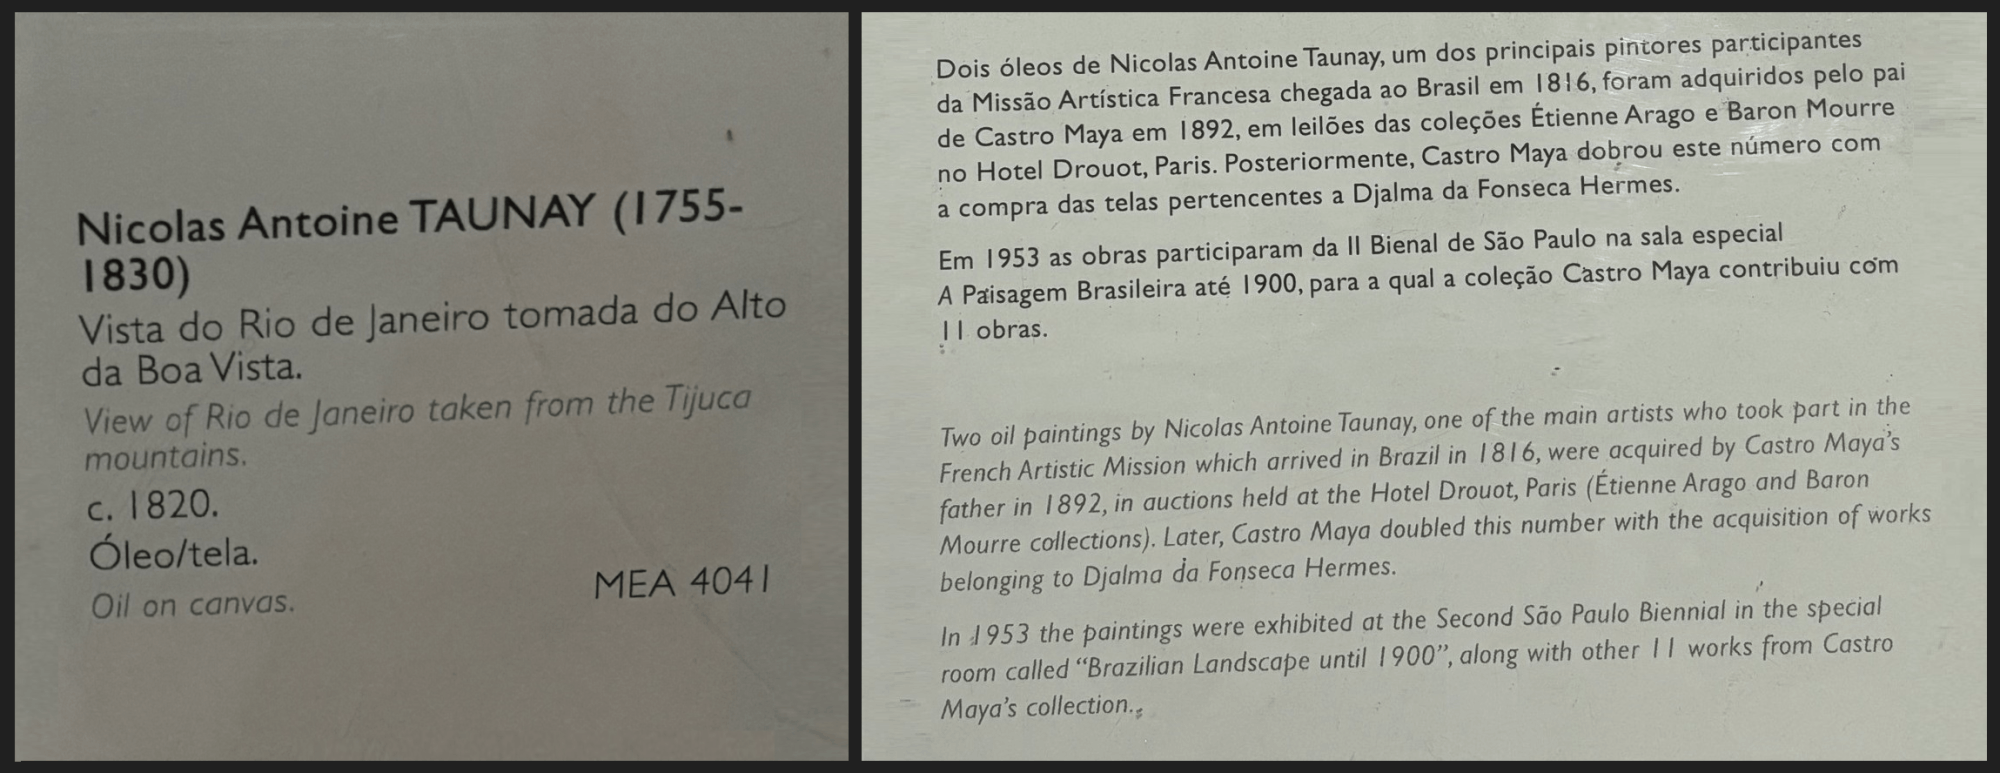 Nicolas Antoine TAUNAY (1755-
1830)
Vista do Rio de Janeiro tomada do Alto
da Boa Vista.
View of Rio de Janeiro taken from the Tijuca
mountains.
c. 1820.
Óleo/tela.
Oil on canvas.
MEA 4041
Dois óleos de Nicolas Antoine Taunay, um dos principais pintores participantes
da Missão Artística Francesa chegada ao Brasil em 1816, foram adquiridos pelo pai
de Castro Maya em 1892, em leilões das coleções Étienne Arago e Baron Mourre
no Hotel Drouot, Paris. Posteriormente, Castro Maya dobrou este número com
a compra das telas pertencentes a Djalma da Fonseca Hermes.
Em 1953 as obras participaram da II Bienal de São Paulo na sala especial
A Paisagem Brasileira até 1900, para a qual a coleção Castro Maya contribuiu com
11 obras.
Two oil paintings by Nicolas Antoine Taunay, one of the main artists who took part in the
French Artistic Mission which arrived in Brazil in 1816, were acquired by Castro Maya's
father in 1892, in auctions held at the Hotel Drouot, Paris (Étienne Arago and Baron
Mourre collections). Later, Castro Maya doubled this number with the acquisition of works
belonging to Djalma da Fonseca Hermes.
In 1953 the paintings were exhibited at the Second São Paulo Biennial in the special
room called “Brazilian Landscape until 1900”, along with other 11 works from Castro
Maya's collection.